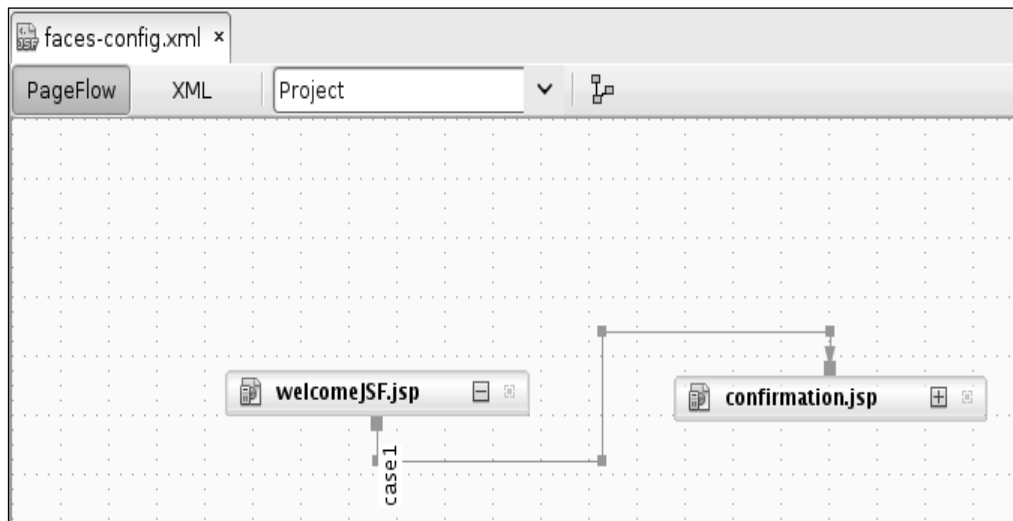 faces-config.xml
PageFlow XML Project
welcomeJSF.jsp
confirmation.jsp
case1